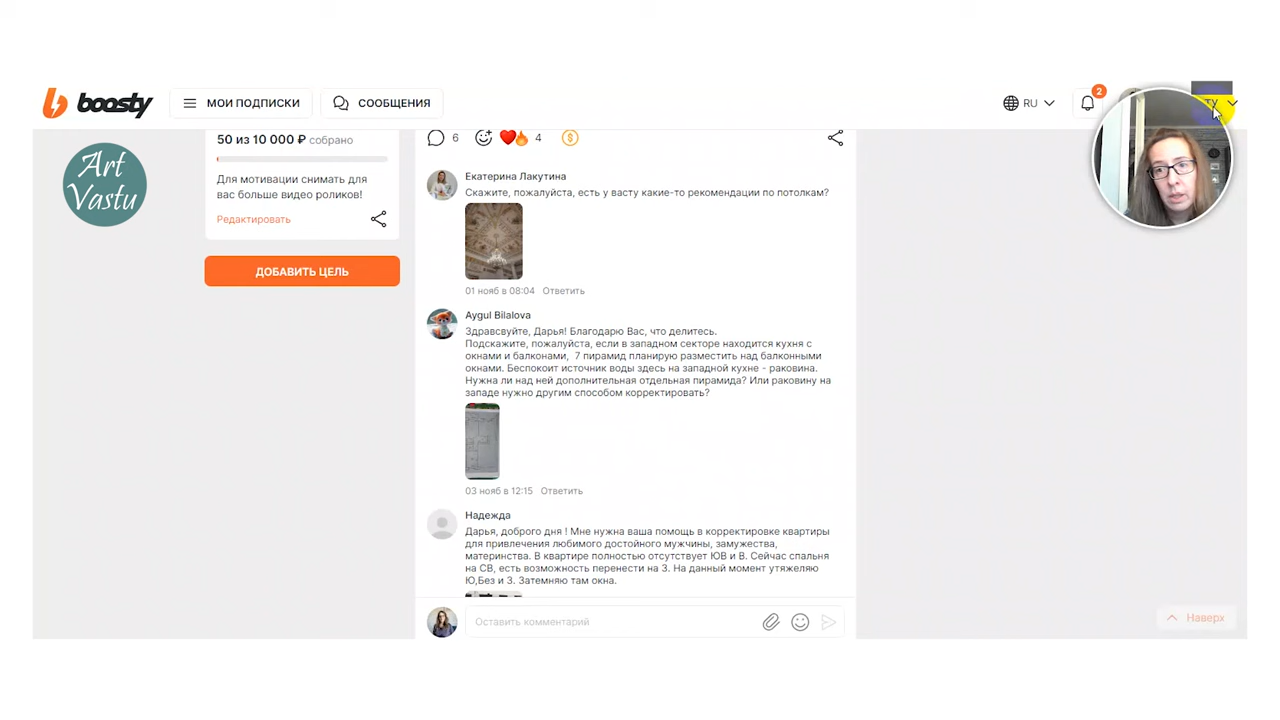 boosty
МОИ ПОДПИСКИ
СООБЩЕНИЯ
RU
2
ту
50 из 10 000 ₽ собрано
6
4
Art
Vastu
Для мотивации снимать для
вас больше видео роликов!
Редактировать
ДОБАВИТЬ ЦЕЛЬ
Екатерина Лакутина
Скажите, пожалуйста, есть у васту какие-то рекомендации по потолкам?
01 нояб в 08:04 Ответить
Aygul Bilalova
Здравсвуйте, Дарья! Благодарю Вас, что делитесь.
Подскажите, пожалуйста, если в западном секторе находится кухня с
окнами и балконами, 7 пирамид планирую разместить над балконными
окнами. Беспокоит источник воды здесь на западной кухне - раковина.
Нужна ли над ней дополнительная отдельная пирамида? Или раковину на
западе нужно другим способом корректировать?
03 нояб в 12:15 Ответить
Надежда
Дарья, доброго дня ! Мне нужна ваша помощь в корректировке квартиры
для привлечения любимого достойного мужчины, замужества,
материнства. В квартире полностью отсутствует ЮВ и В. Сейчас спальня
на СВ, есть возможность перенести на З. На данный момент утяжеляю
Ю,Без и З. Затемняю там окна.
Оставить комментарий
Наверх